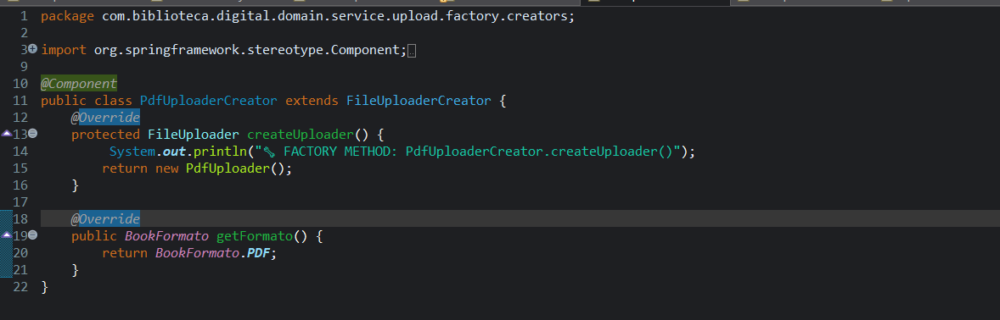 1 package com.biblioteca.digital.domain.service.upload.factory.creators;
2
3 import org.springframework.stereotype.Component;
9
10 @Component
11 public class PdfUploaderCreator extends FileUploaderCreator {
12 @Override
13 protected FileUploader createUploader() {
14 System.out.println("🔧 FACTORY METHOD: PdfUploaderCreator.createUploader()");
15 return new PdfUploader();
16 }
17
18 @Override
19 public BookFormato getFormato() {
20 return BookFormato.PDF;
21 }
22 }